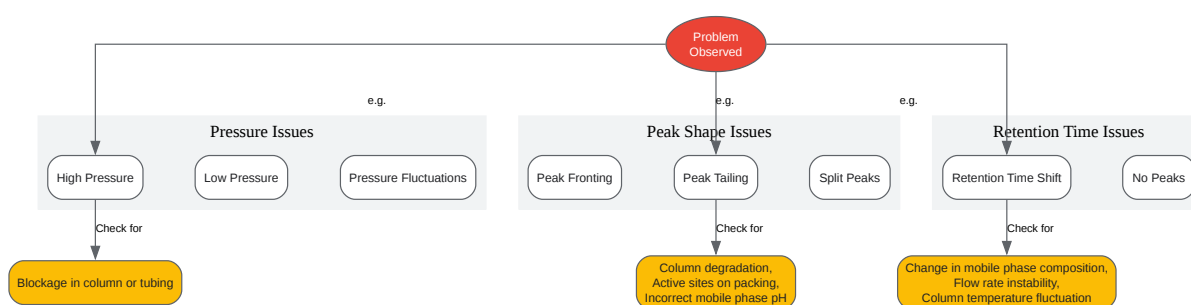 Problem
Observed
e.g.
e.g.
e.g.
Pressure Issues
Peak Shape Issues
Retention Time Issues
High Pressure
Low Pressure
Pressure Fluctuations
Peak Fronting
Peak Tailing
Split Peaks
Retention Time Shift
No Peaks
Check for
Check for
Check for
Blockage in column or tubing
Column degradation,
Active sites on packing,
Incorrect mobile phase pH
Change in mobile phase composition,
Flow rate instability,
Column temperature fluctuation